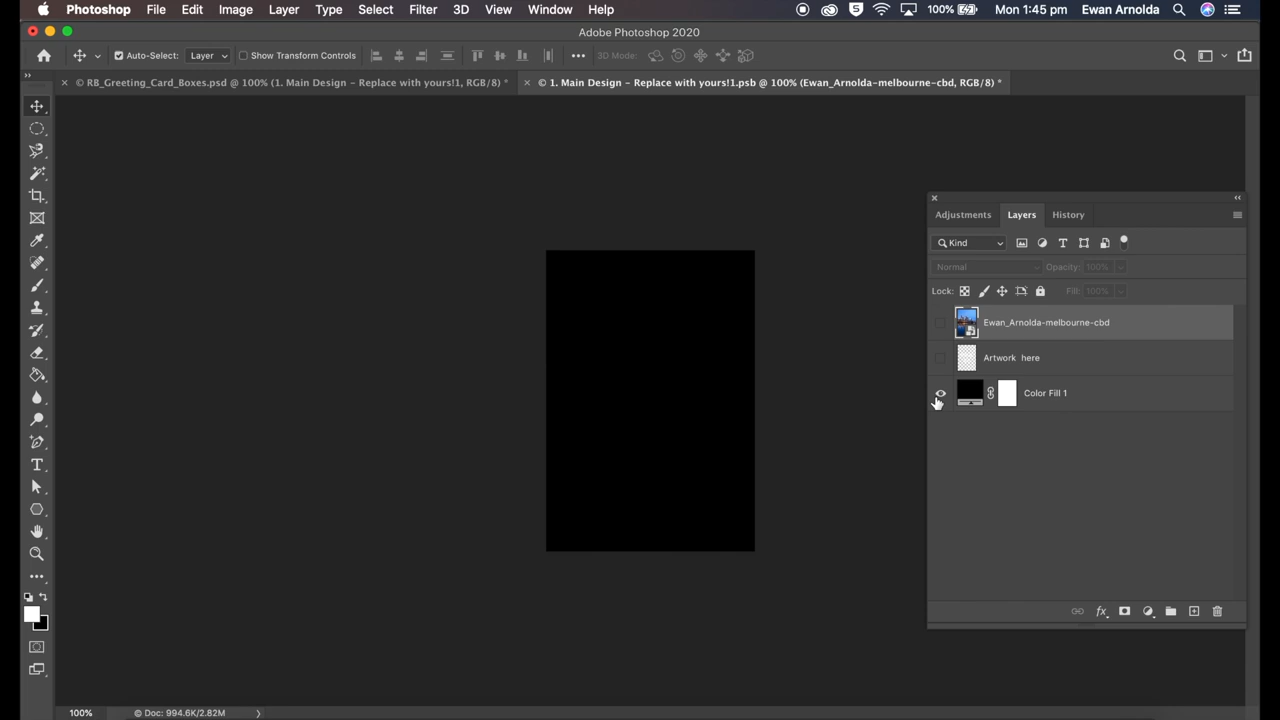 Photoshop File Edit Image Layer Type Select Filter 3D View Window Help 100% Mon 1:45 pm Ewan Arnolda
Adobe Photoshop 2020
Auto-Select: Layer Show Transform Controls 3D Mode:
© RB_Greeting_Card_Boxes.psd @ 100% (1. Main Design – Replace with yours!1, RGB/8) *
© 1. Main Design – Replace with yours!1.psb @ 100% (Ewan_Arnolda-melbourne-cbd, RGB/8) *
Adjustments Layers History
Kind
Normal Opacity: 100%
Lock: Fill: 100%
Ewan_Arnolda-melbourne-cbd
Artwork here
Color Fill 1
100% © Doc: 994.6K/2.82M